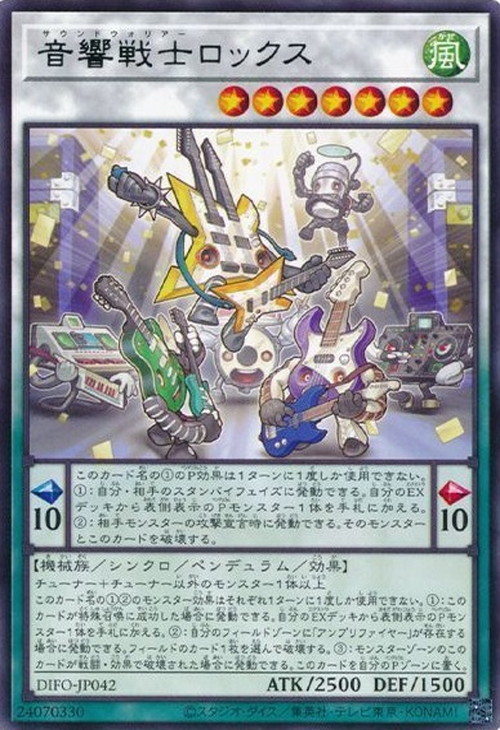 サウンドウォリアー
音響戦士ロックス
かぜ
風
このカード名の①のP効果は1ターンに1度しか使用できない。
①:自分・相手のスタンバイフェイズに発動できる。自分のEX
デッキから表側表示のPモンスター1体を手札に加える。
②:相手モンスターの攻撃宣言時に発動できる。そのモンスター
とこのカードを破壊する。
10
10
【機械族/シンクロ/ペンデュラム/効果】
チューナー+チューナー以外のモンスター1体以上
このカード名の①②のモンスター効果はそれぞれ1ターンに1度しか使用できない。①:この
カードが特殊召喚に成功した場合に発動できる。自分のEXデッキから表側表示のPモン
スター1体を手札に加える。②:自分のフィールドゾーンに「アンプリファイヤー」が存在する
場合に発動できる。フィールドのカード1枚を選んで破壊する。③:モンスターゾーンのこの
カードが戦闘・効果で破壊された場合に発動できる。このカードを自分のPゾーンに置く。
DIFO-JP042
ATK/2500 DEF/1500
24070330
©スタジオ・ダイス/集英社・テレビ東京・KONAMI